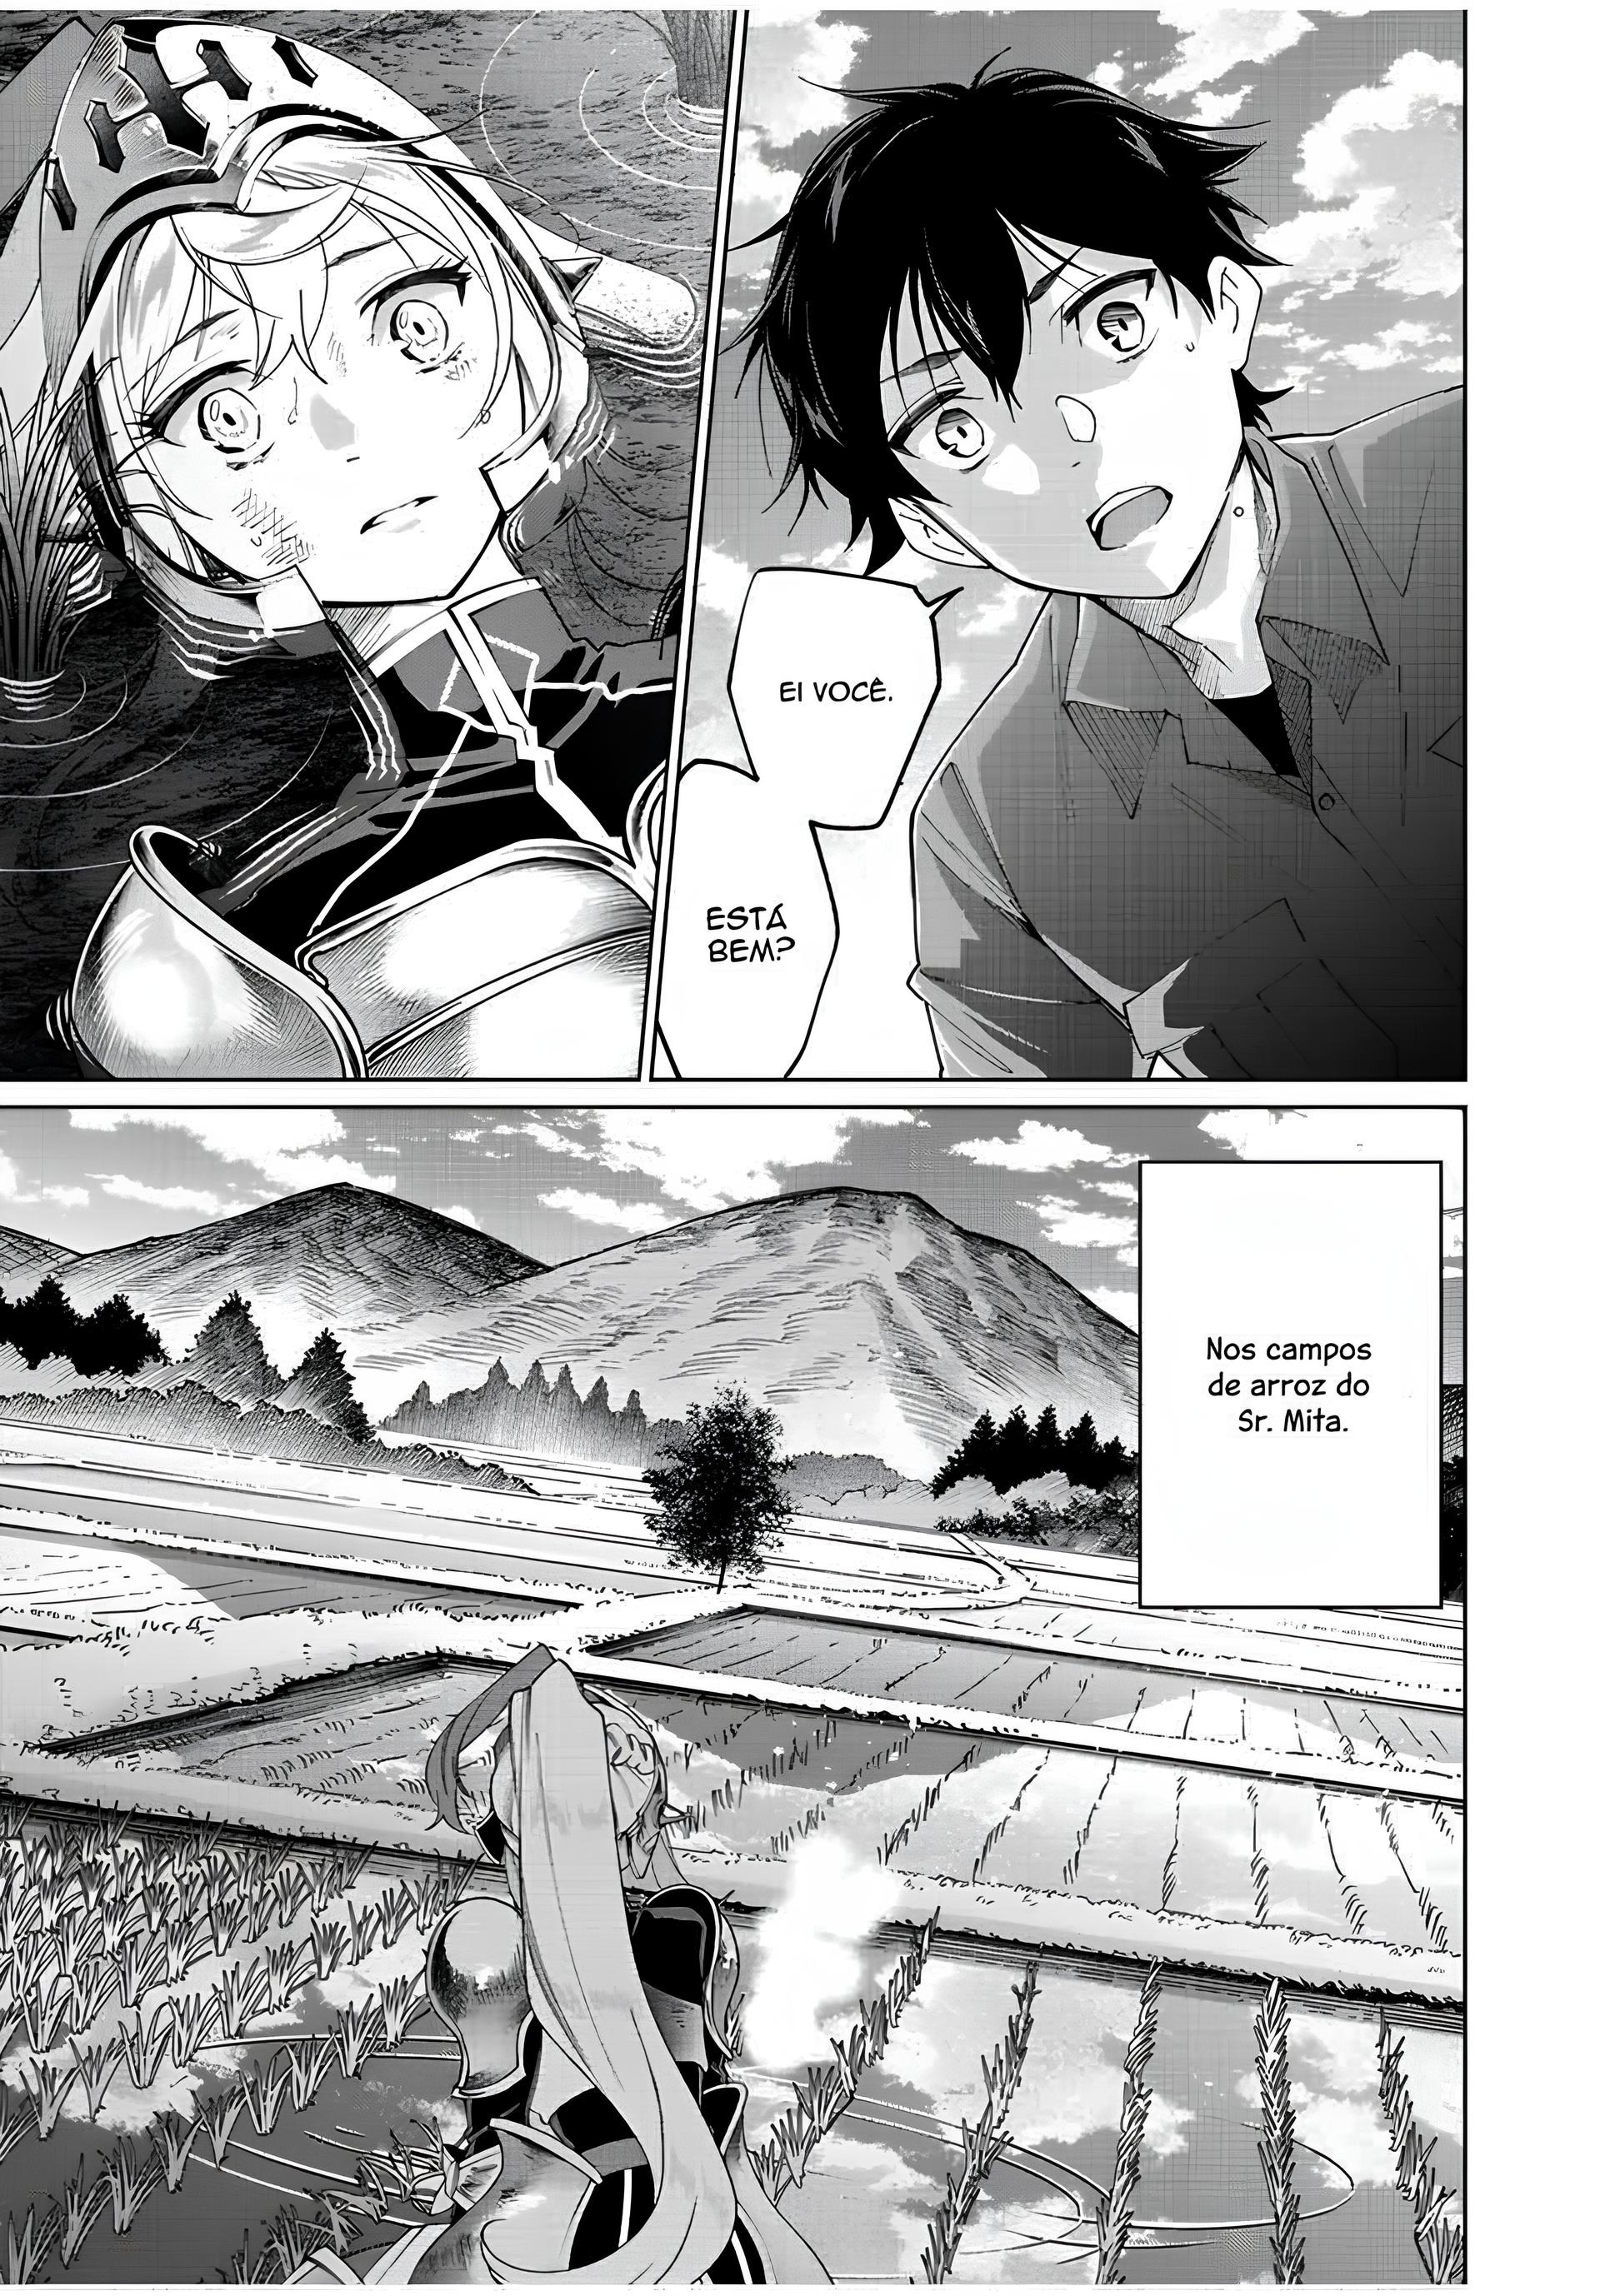 EI VOCÊ.
ESTÁ
BEM?
Nos campos
de arroz do
Sr. Mita.